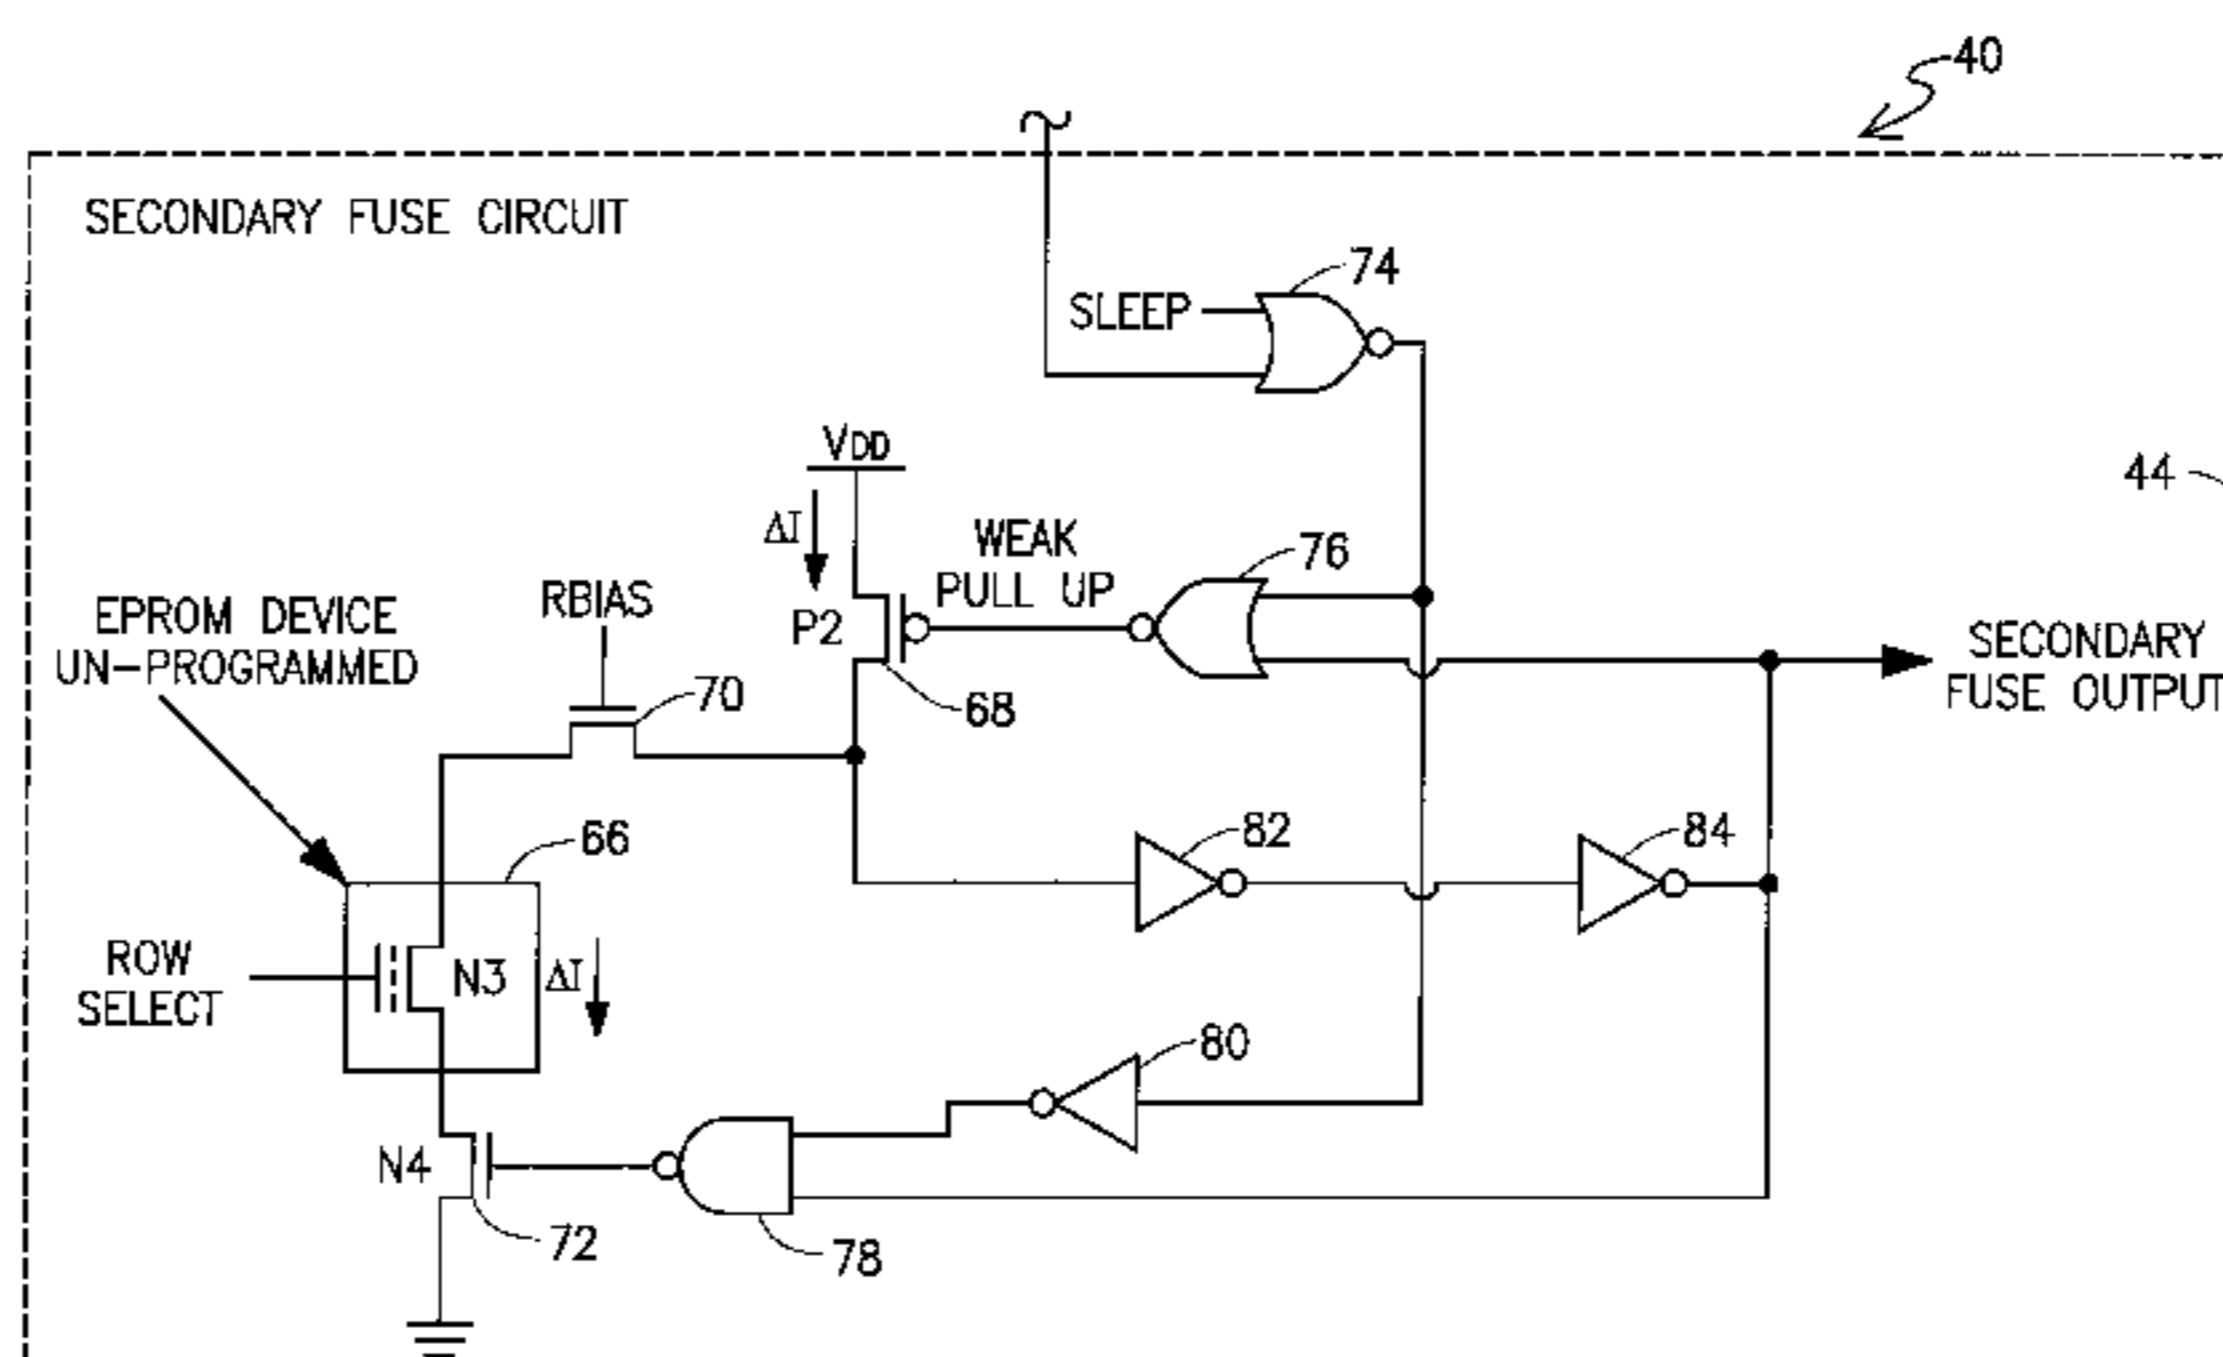 40
SECONDARY FUSE CIRCUIT
74
SLEEP
VDD
44
ΔI
WEAK
PULL UP
76
RBIAS
EPROM DEVICE
UN-PROGRAMMED
P2
SECONDARY
FUSE OUTPUT
70
68
82
84
66
ROW
SELECT
N3
ΔI
80
N4
72
78